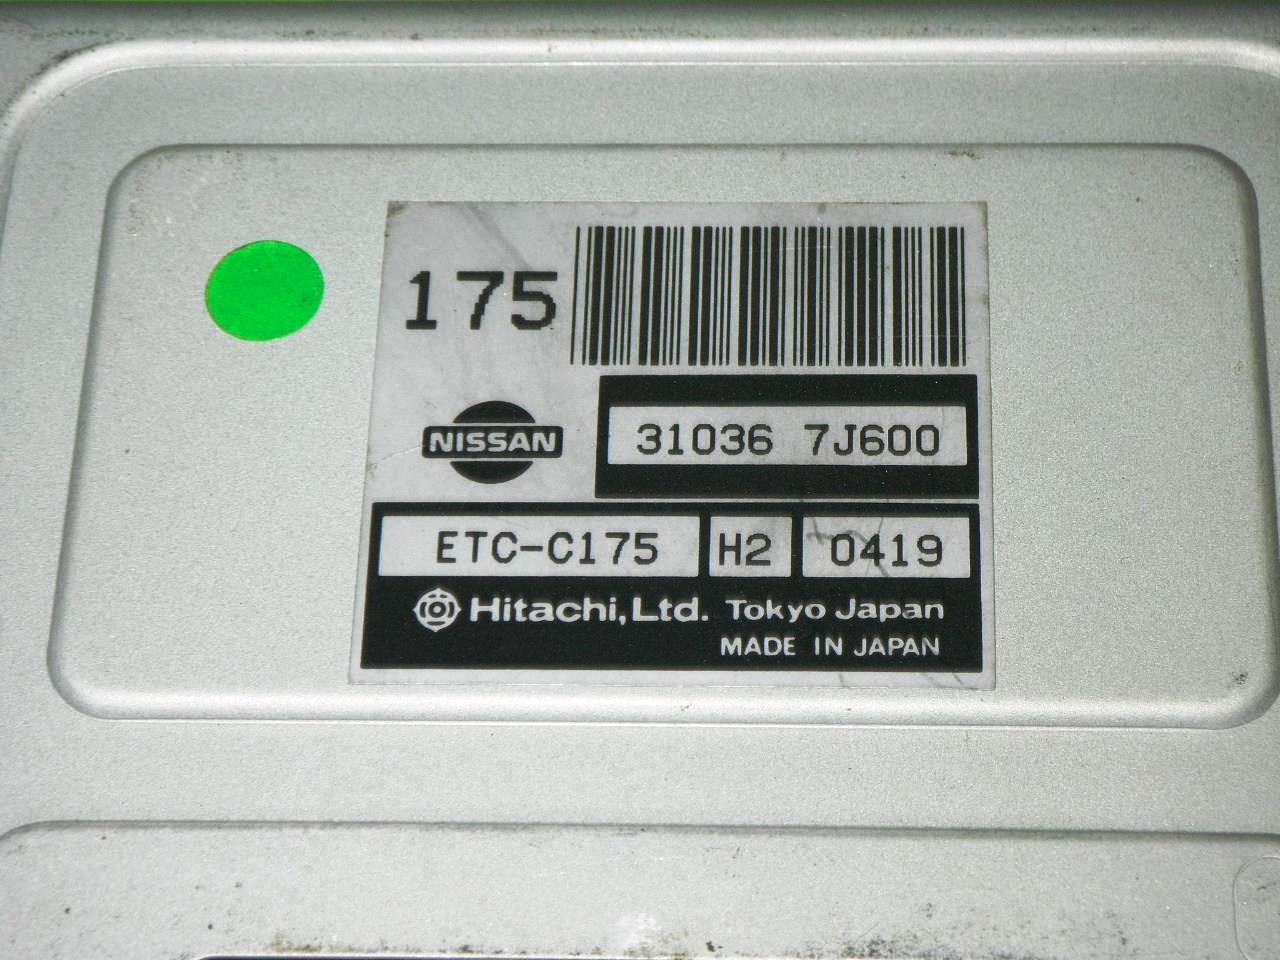 175
NISSAN
31036 7J600
ETC-C175 H2 0419
Hitachi, Ltd. Tokyo Japan
MADE IN JAPAN